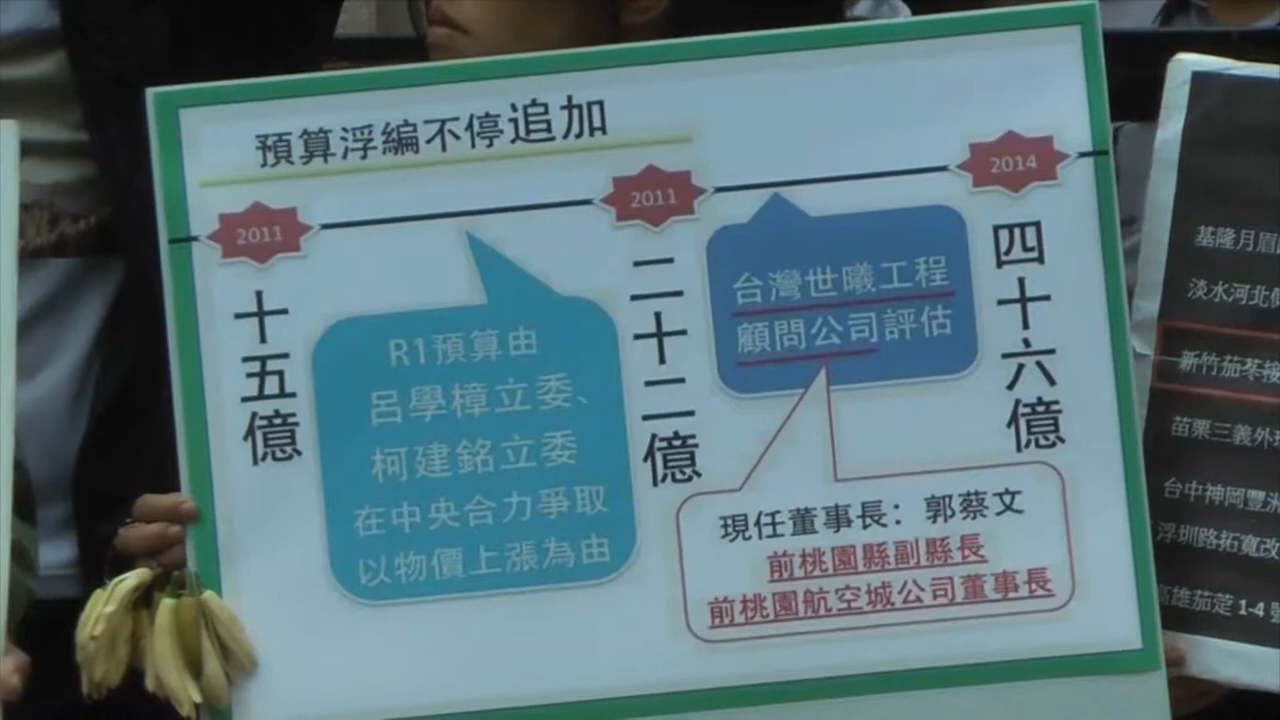 預算浮編不停追加
2011
十五億
R1預算由
呂學樟立委、
柯建銘立委
在中央合力爭取
以物價上漲為由
2011
二十二億
台灣世曦工程
顧問公司評估
現任董事長：郭蔡文
前桃園縣副縣長
前桃園航空城公司董事長
2014
四十六億
基隆月眉
淡水河北
新竹茄苳接
苗栗三義外
台中神岡豐洲
浮圳路拓寬改
高雄茄萣 1-4 號